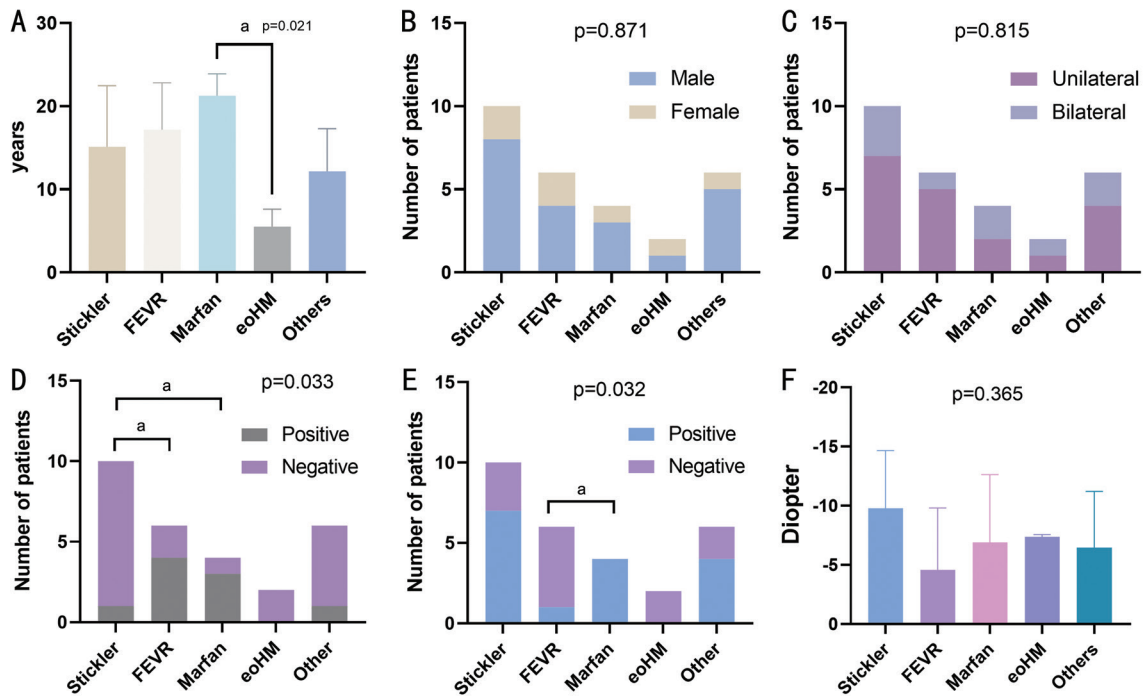 A
years
30
20
10
0
a p=0.021
Stickler
FEVR
Marfan
eoHM
Others
B
Number of patients
15
10
5
0
p=0.871
Male
Female
Stickler
FEVR
Marfan
eoHM
Others
C
Number of patients
15
10
5
0
p=0.815
Unilateral
Bilateral
Stickler
FEVR
Marfan
eoHM
Other
D
Number of patients
15
10
5
0
p=0.033
a
a
Positive
Negative
Stickler
FEVR
Marfan
eoHM
Other
E
Number of patients
15
10
5
0
p=0.032
a
Positive
Negative
Stickler
FEVR
Marfan
eoHM
Other
F
Diopter
-20
-15
-10
-5
0
p=0.365
Stickler
FEVR
Marfan
eoHM
Others